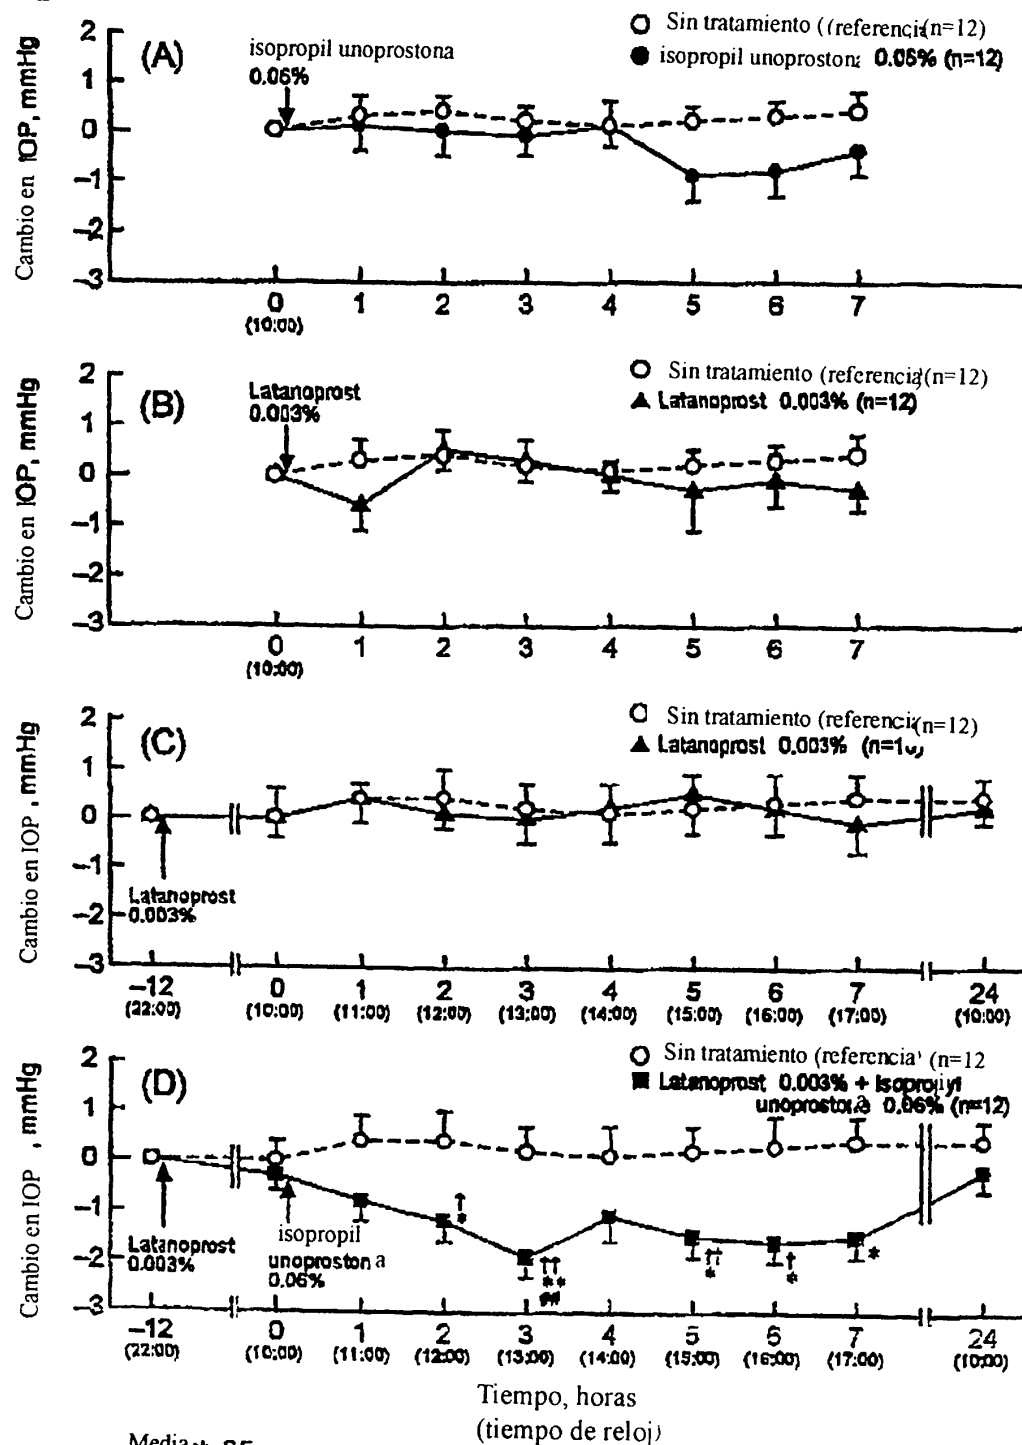 (A)
isopropil unoprostona
0.06%
Sin tratamiento ((referencia(n=12)
isopropil unoprostona 0.06% (n=12)
Cambio en IOP, mmHg
2
1
0
-1
-2
-3
0 1 2 3 4 5 6 7
(10:00)
(B)
Latanoprost
0.003%
Sin tratamiento (referencia)(n=12)
Latanoprost 0.003% (n=12)
Cambio en IOP, mmHg
2
1
0
-1
-2
-3
0 1 2 3 4 5 6 7
(10:00)
(C)
Sin tratamiento (referenci(n=12)
Latanoprost 0.003%
Cambio en IOP, mmHg
2
1
0
-1
-2
-3
Latanoprost
0.003%
-12 0 1 2 3 4 5 6 7 24
(22:00) (10:00) (11:00) (12:00) (13:00) (14:00) (15:00) (16:00) (17:00) (10:00)
(D)
Sin tratamiento (referencia) (n=12
Latanoprost 0.003% + isopropyl
unoprostona 0.06% (n=12)
Cambio en IOP , mmHg
2
1
0
-1
-2
-3
Latanoprost
0.003%
isopropil
unoprostona
0.06%
†
*
††
**
##
††
*
†
*
*
-12 0 1 2 3 4 5 6 7 24
(22:00) (10:00) (11:00) (12:00) (13:00) (14:00) (15:00) (16:00) (17:00) (10:00)
Tiempo, horas
(tiempo de reloj)
Media